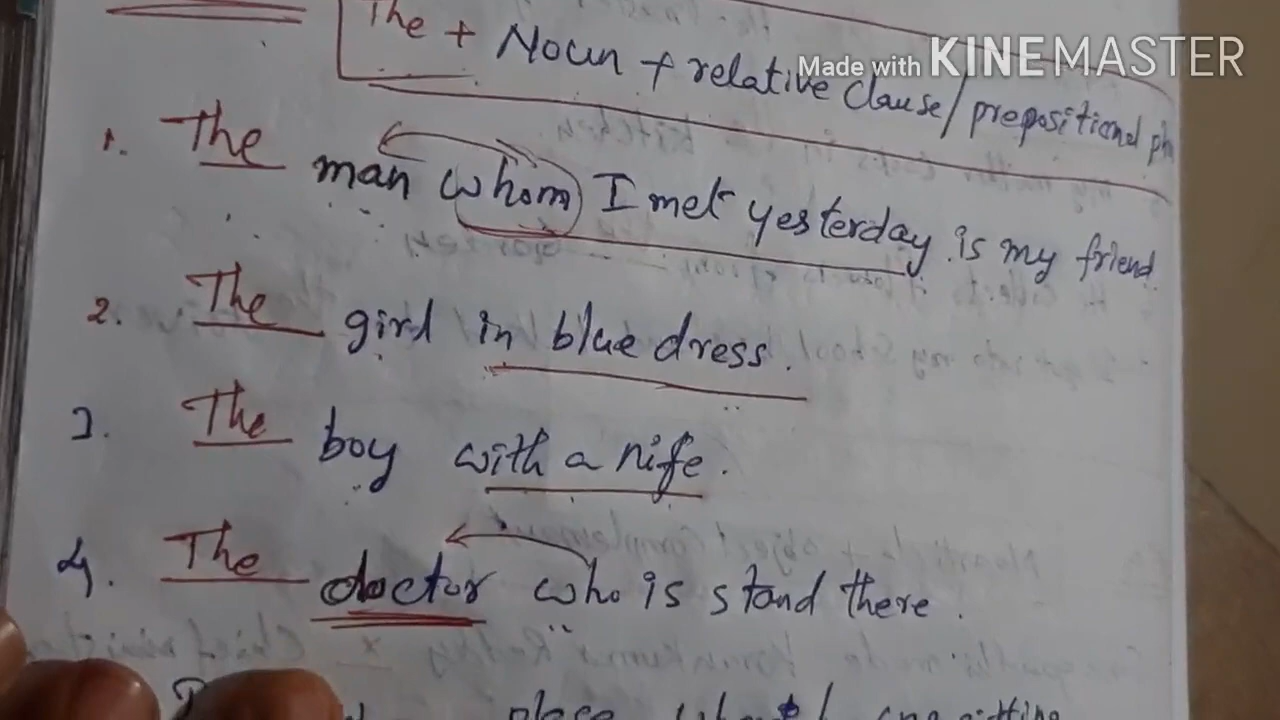 The + Noun + relative clause/prepositional
Made with KINEMASTER
1. The man whom I met yesterday is my friend.
2. The girl in blue dress.
3. The boy with a nife.
4. The doctor who is stand there.
place